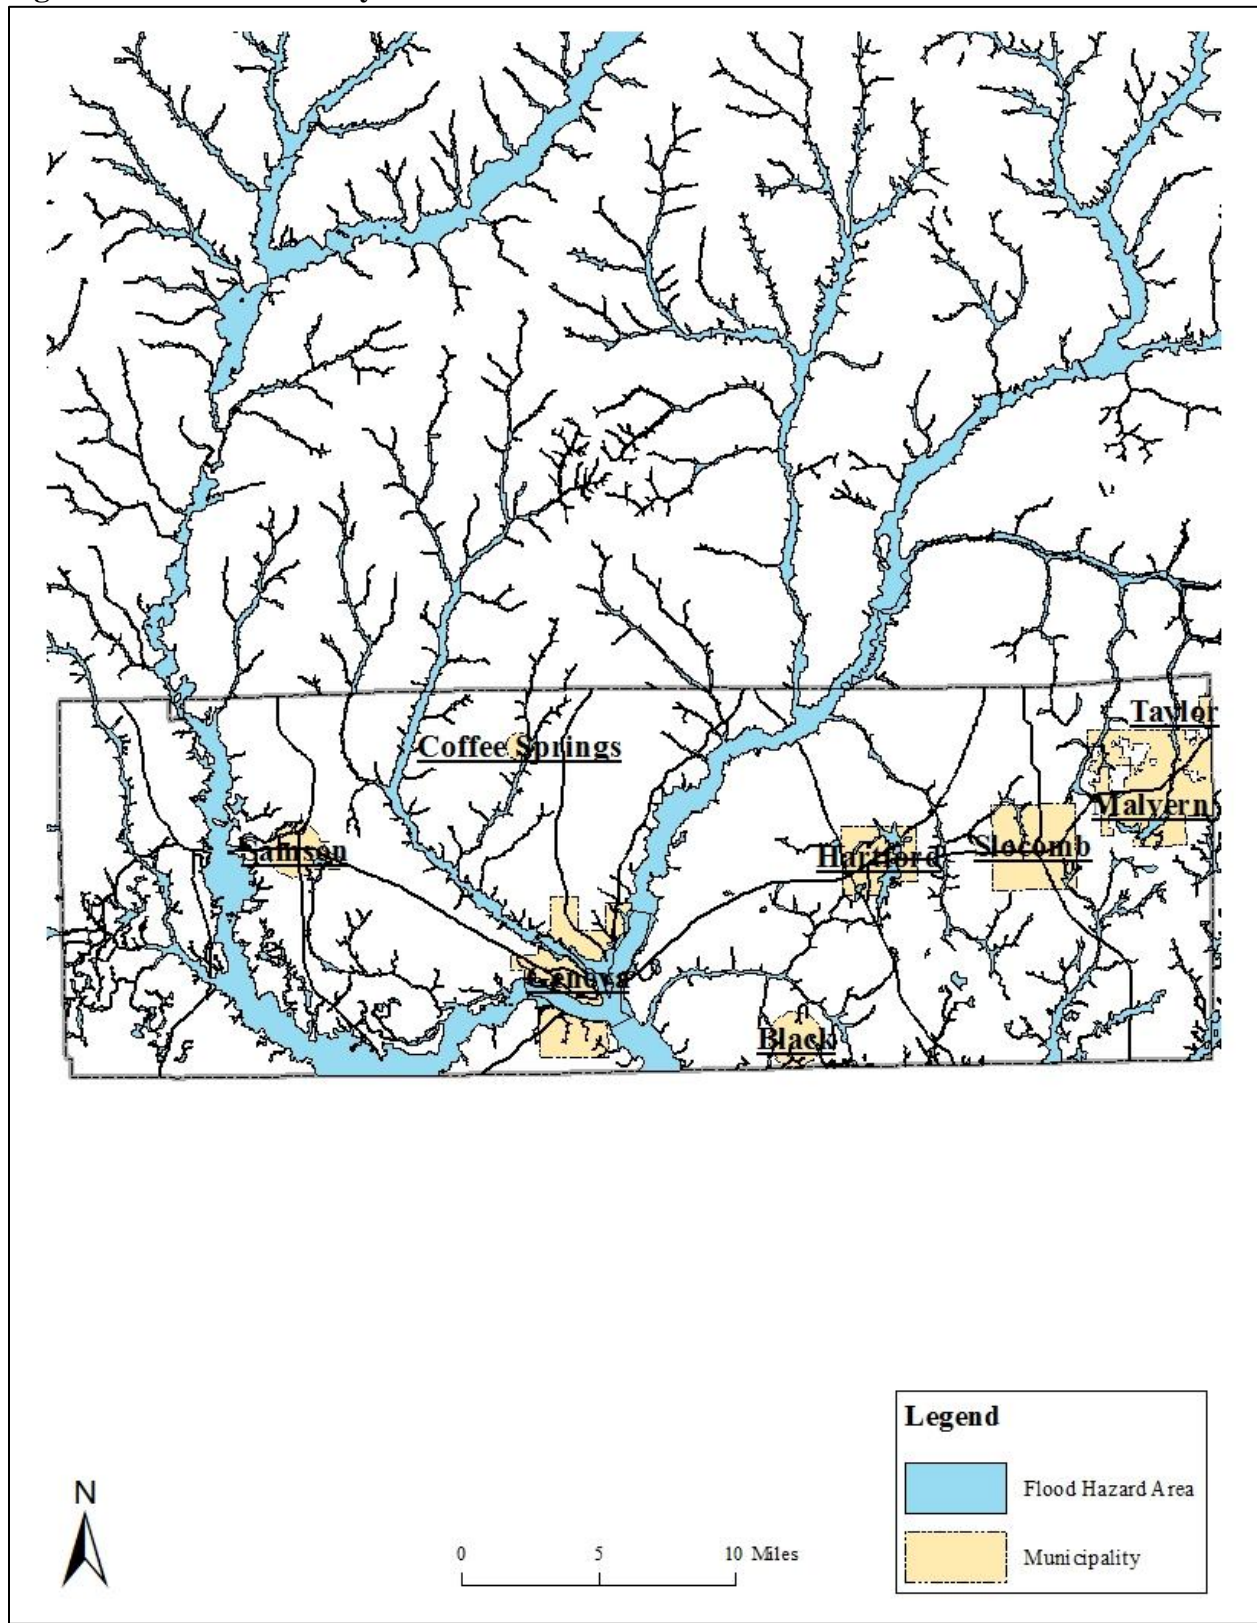 Taylor
Coffee Springs
Malvern
Samson
Hartford
Slocomb
Geneva
Black
Legend
Flood Hazard Area
Municipality
N
0 5 10 Miles